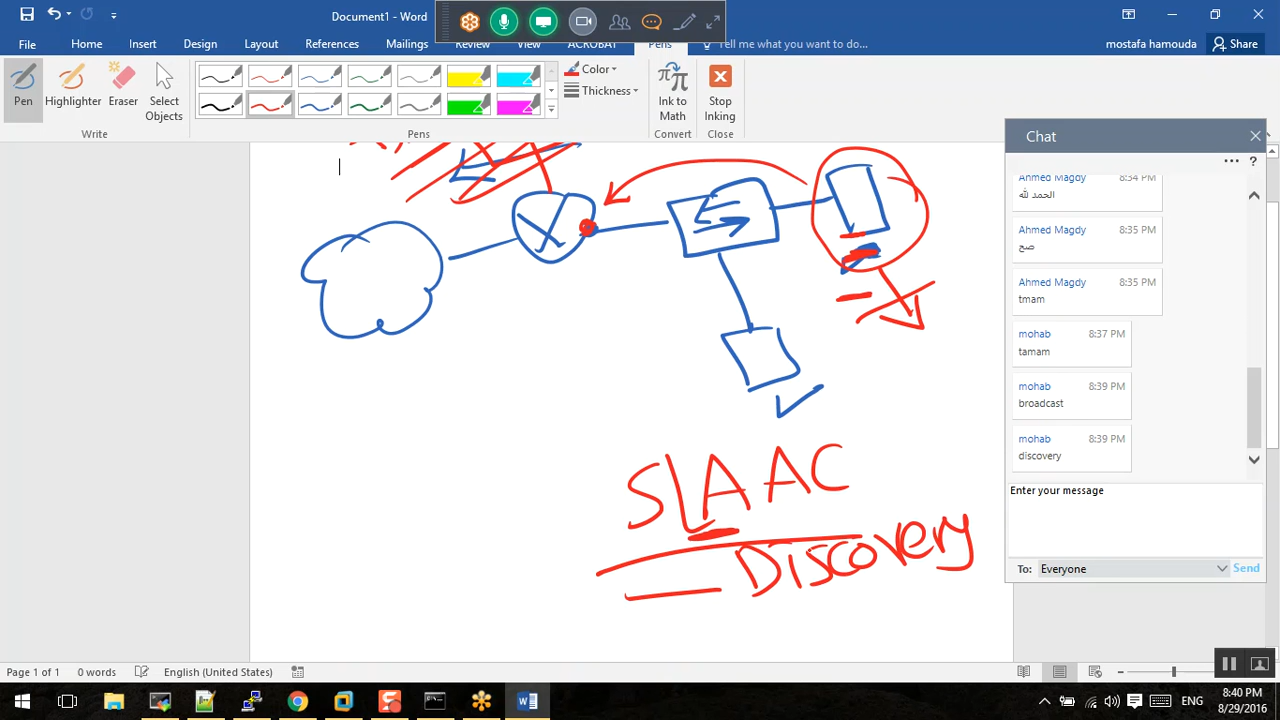 Document1 - Word
File
Home
Insert
Design
Layout
References
Mailings
Review
View
ACROBAT
Pens
Tell me what you want to do...
mostafa hamouda
Share
Pen
Highlighter
Eraser
Select Objects
Write
Pens
Color
Thickness
Ink to Math
Convert
Stop Inking
Close
Chat
Ahmed Magdy 8:34 PM
الحمد لله
Ahmed Magdy 8:35 PM
صح
Ahmed Magdy 8:35 PM
tmam
mohab 8:37 PM
tamam
mohab 8:39 PM
broadcast
mohab 8:39 PM
discovery
Enter your message
To: Everyone
Send
SLAAC
Discovery
Page 1 of 1
0 words
English (United States)
ENG
8:40 PM
8/29/2016